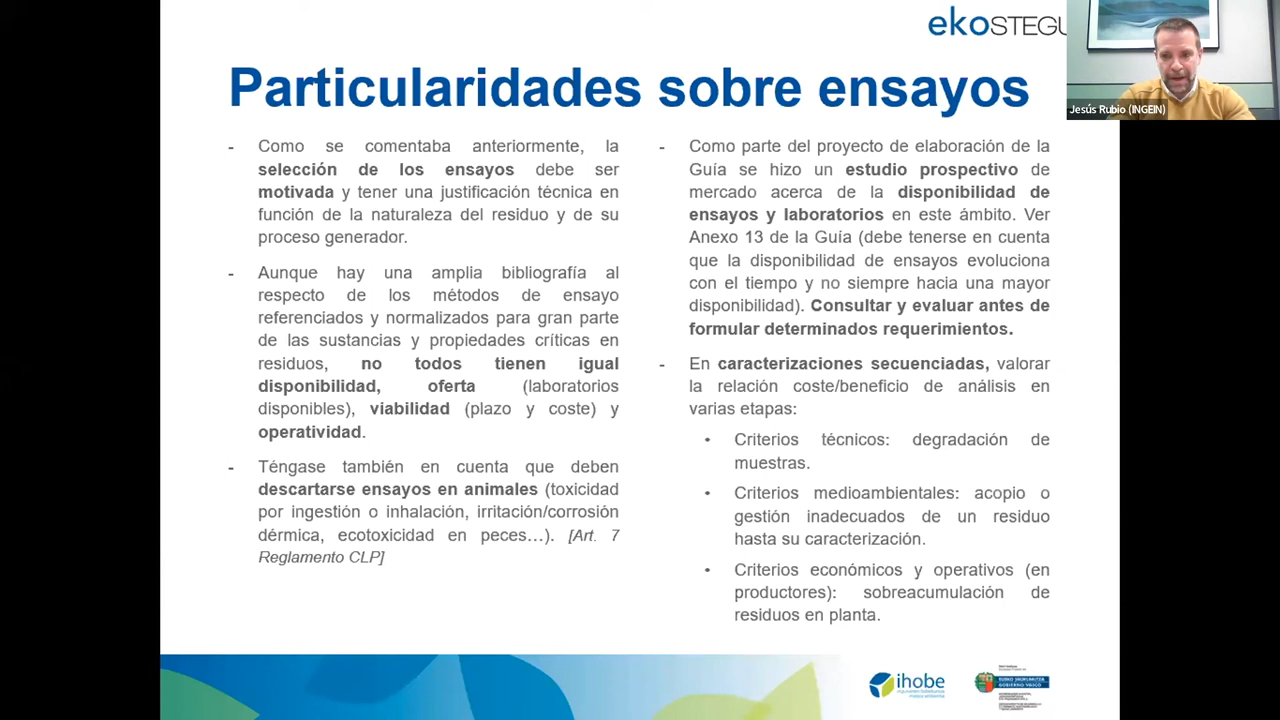 ekoSTEGU
Jesús Rubio (INGEIN)
Particularidades sobre ensayos
- Como se comentaba anteriormente, la
selección de los ensayos debe ser
motivada y tener una justificación técnica en
función de la naturaleza del residuo y de su
proceso generador.
- Aunque hay una amplia bibliografía al
respecto de los métodos de ensayo
referenciados y normalizados para gran parte
de las sustancias y propiedades críticas en
residuos, no todos tienen igual
disponibilidad, oferta (laboratorios
disponibles), viabilidad (plazo y coste) y
operatividad.
- Téngase también en cuenta que deben
descartarse ensayos en animales (toxicidad
por ingestión o inhalación, irritación/corrosión
dérmica, ecotoxicidad en peces…). [Art. 7
Reglamento CLP]
- Como parte del proyecto de elaboración de la
Guía se hizo un estudio prospectivo de
mercado acerca de la disponibilidad de
ensayos y laboratorios en este ámbito. Ver
Anexo 13 de la Guía (debe tenerse en cuenta
que la disponibilidad de ensayos evoluciona
con el tiempo y no siempre hacia una mayor
disponibilidad). Consultar y evaluar antes de
formular determinados requerimientos.
- En caracterizaciones secuenciadas, valorar
la relación coste/beneficio de análisis en
varias etapas:
• Criterios técnicos: degradación de
muestras.
• Criterios medioambientales: acopio o
gestión inadecuados de un residuo
hasta su caracterización.
• Criterios económicos y operativos (en
productores): sobreacumulación de
residuos en planta.
ihobe
EUSKO JAURLARITZA
GOBIERNO VASCO